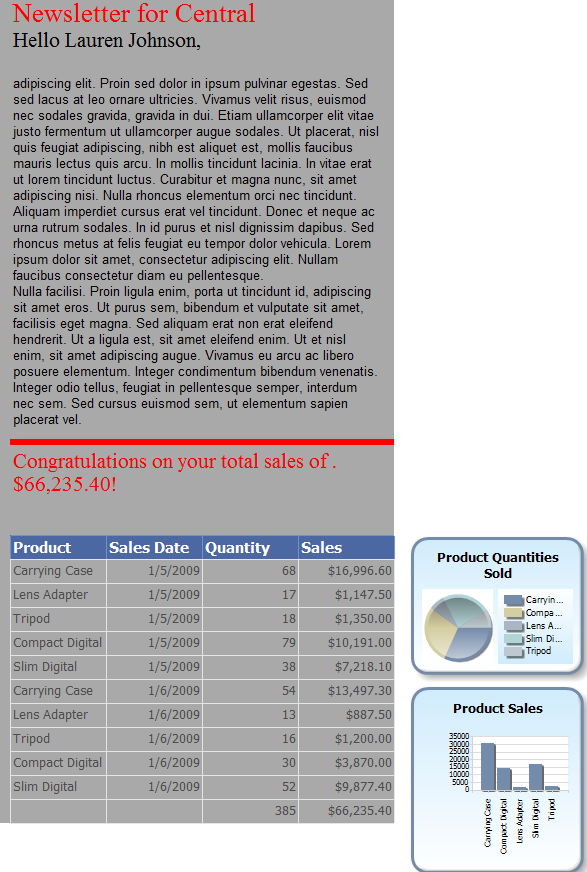 Newsletter for Central
Hello Lauren Johnson,
adipiscing elit. Proin sed dolor in ipsum pulvinar egestas. Sed
sed lacus at leo ornare ultricies. Vivamus velit risus, euismod
nec sodales gravida, gravida in dui. Etiam ullamcorper elit vitae
justo fermentum ut ullamcorper augue sodales. Ut placerat, nisl
quis feugiat adipiscing, nibh est aliquet est, mollis faucibus
mauris lectus quis arcu. In mollis tincidunt lacinia. In vitae erat
ut lorem tincidunt luctus. Curabitur et magna nunc, sit amet
adipiscing nisi. Nulla rhoncus elementum orci nec tincidunt.
Aliquam imperdiet cursus erat vel tincidunt. Donec et neque ac
urna rutrum sodales. In id purus et nisl dignissim dapibus. Sed
rhoncus metus at felis feugiat eu tempor dolor vehicula. Lorem
ipsum dolor sit amet, consectetur adipiscing elit. Nullam
faucibus consectetur diam eu pellentesque.
Nulla facilisi. Proin ligula enim, porta ut tincidunt id, adipiscing
sit amet eros. Ut purus sem, bibendum et vulputate sit amet,
facilisis eget magna. Sed aliquam erat non erat eleifend
hendrerit. Ut a ligula est, sit amet eleifend enim. Ut et nisl
enim, sit amet adipiscing augue. Vivamus eu arcu ac libero
posuere elementum. Integer condimentum bibendum venenatis.
Integer odio tellus, feugiat in pellentesque semper, interdum
nec sem. Sed cursus euismod sem, ut elementum sapien
placerat vel.
Congratulations on your total sales of .
$66,235.40!
Product Sales Date Quantity Sales
Carrying Case 1/5/2009 68 $16,996.60
Lens Adapter 1/5/2009 17 $1,147.50
Tripod 1/5/2009 18 $1,350.00
Compact Digital 1/5/2009 79 $10,191.00
Slim Digital 1/5/2009 38 $7,218.10
Carrying Case 1/6/2009 54 $13,497.30
Lens Adapter 1/6/2009 13 $887.50
Tripod 1/6/2009 16 $1,200.00
Compact Digital 1/6/2009 30 $3,870.00
Slim Digital 1/6/2009 52 $9,877.40
385 $66,235.40
Product Quantities
Sold
Carryin...
Compa...
Lens A...
Slim Di...
Tripod
Product Sales
35000
30000
25000
20000
15000
10000
5000
0
Carrying Case
Compact Digital
Lens Adapter
Slim Digital
Tripod